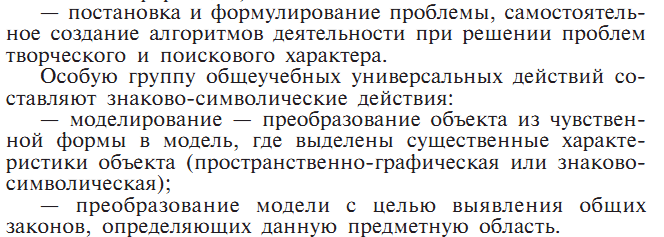 — постановка и формулирование проблемы, самостоятель-
ное создание алгоритмов деятельности при решении проблем
творческого и поискового характера.
Особую группу общеучебных универсальных действий со-
ставляют знаково-символические действия:
— моделирование — преобразование объекта из чувствен-
ной формы в модель, где выделены существенные характе-
ристики объекта (пространственно-графическая или знаково-
символическая);
— преобразование модели с целью выявления общих
законов, определяющих данную предметную область.